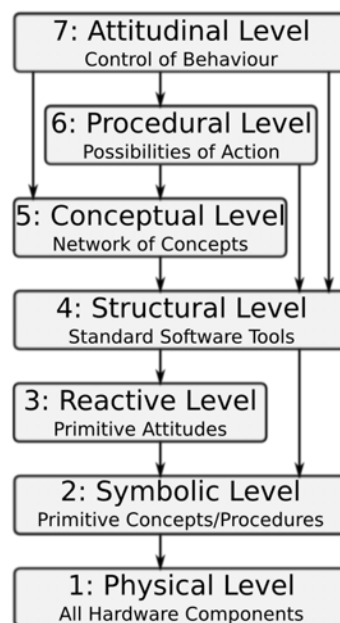 7: Attitudinal Level
Control of Behaviour
6: Procedural Level
Possibilities of Action
5: Conceptual Level
Network of Concepts
4: Structural Level
Standard Software Tools
3: Reactive Level
Primitive Attitudes
2: Symbolic Level
Primitive Concepts/Procedures
1: Physical Level
All Hardware Components